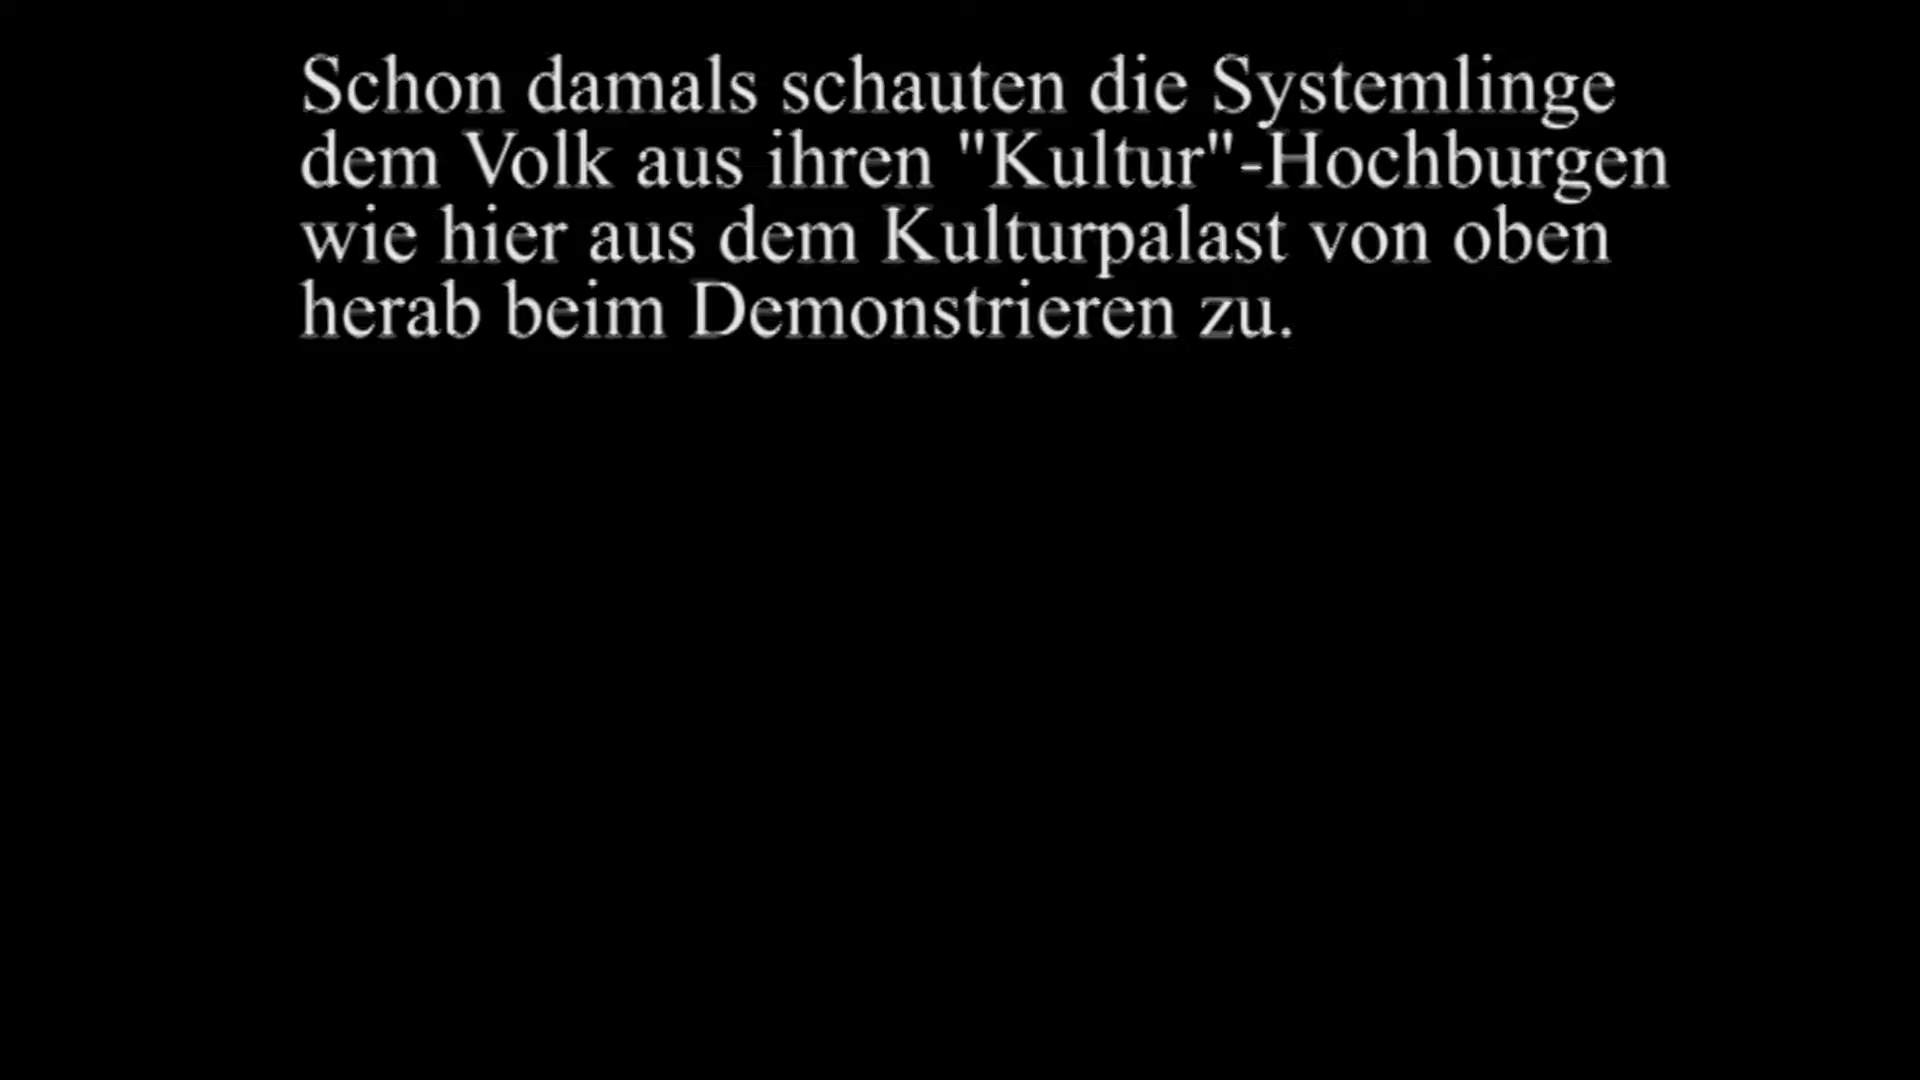 Schon damals schauten die Systemlinge
dem Volk aus ihren "Kultur"-Hochburgen
wie hier aus dem Kulturpalast von oben
herab beim Demonstrieren zu.